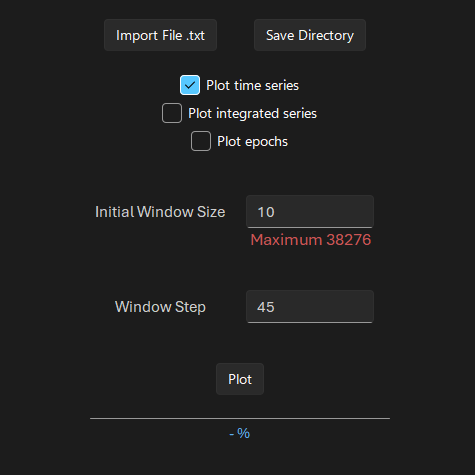 Import File .txt Save Directory
Plot time series
Plot integrated series
Plot epochs
Initial Window Size 10
Maximum 38276
Window Step 45
Plot
- %